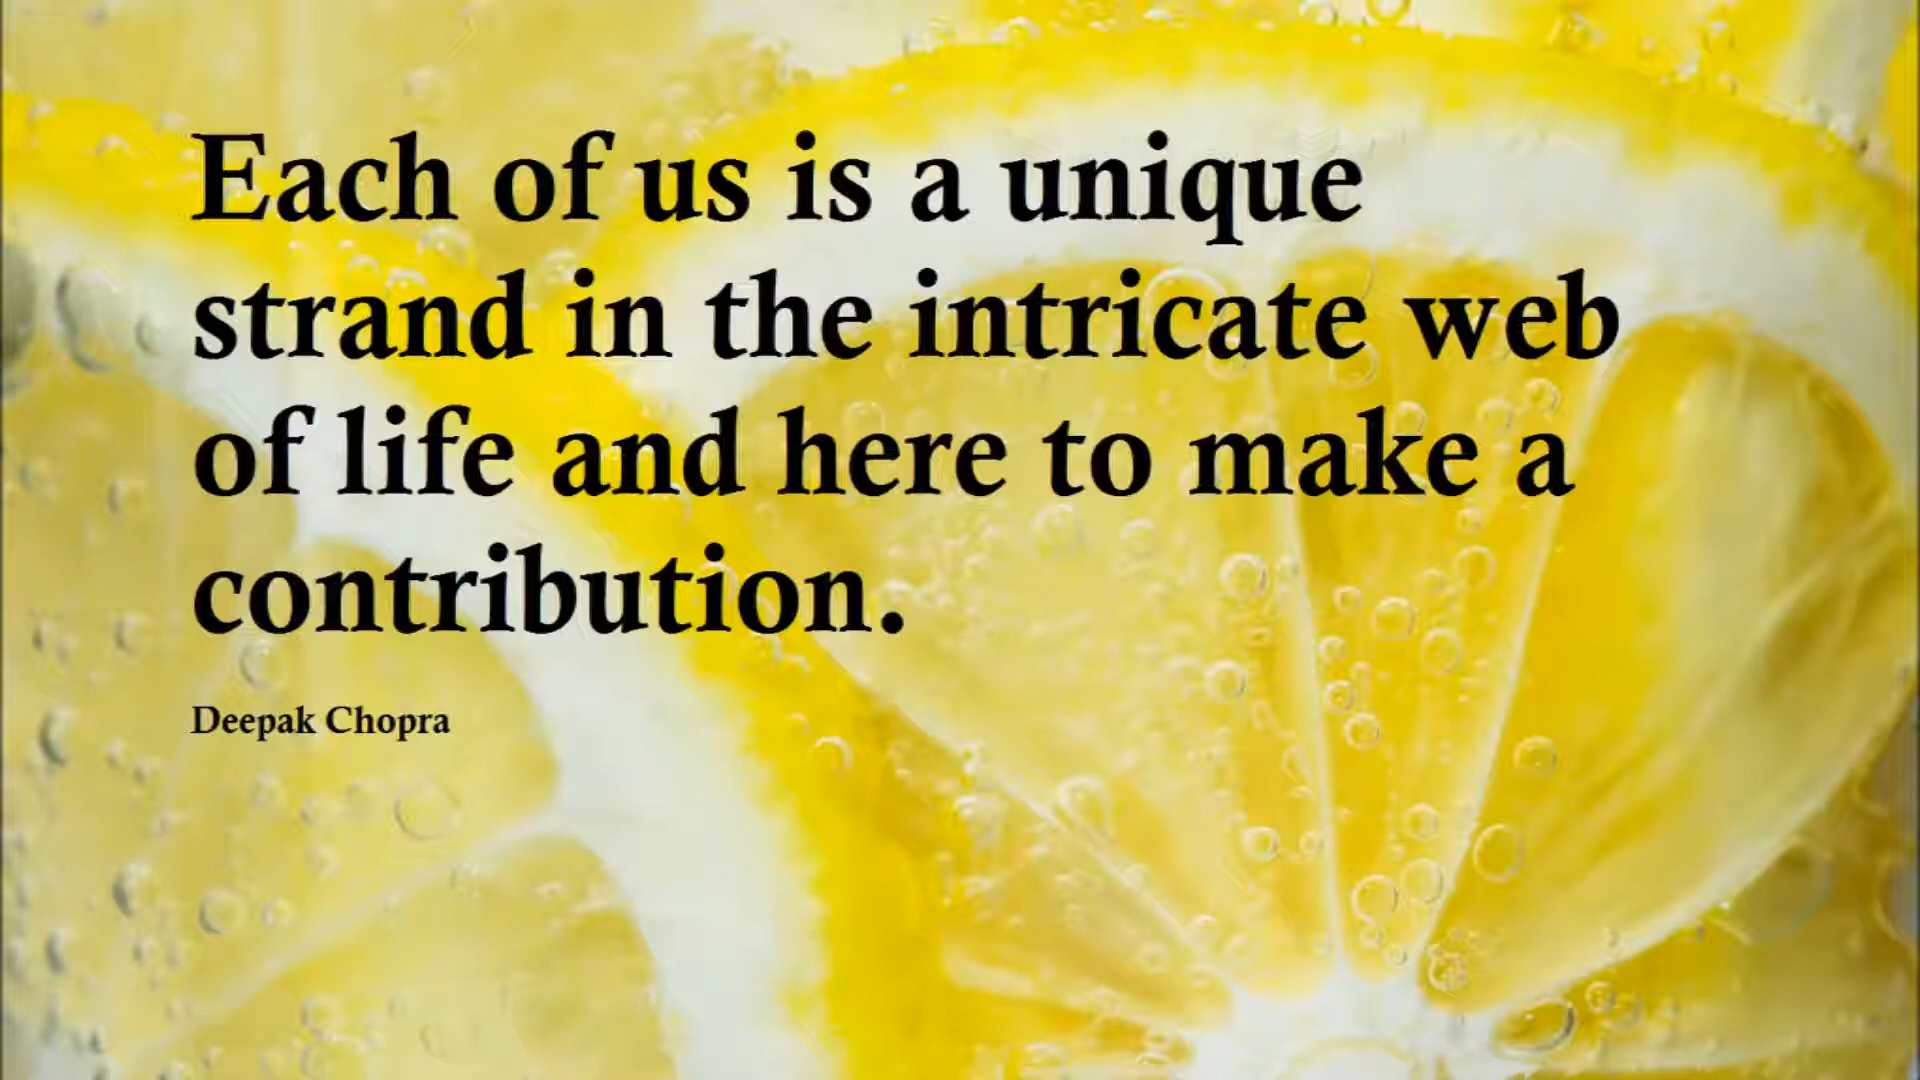 Each of us is a unique
strand in the intricate web
of life and here to make a
contribution.
Deepak Chopra